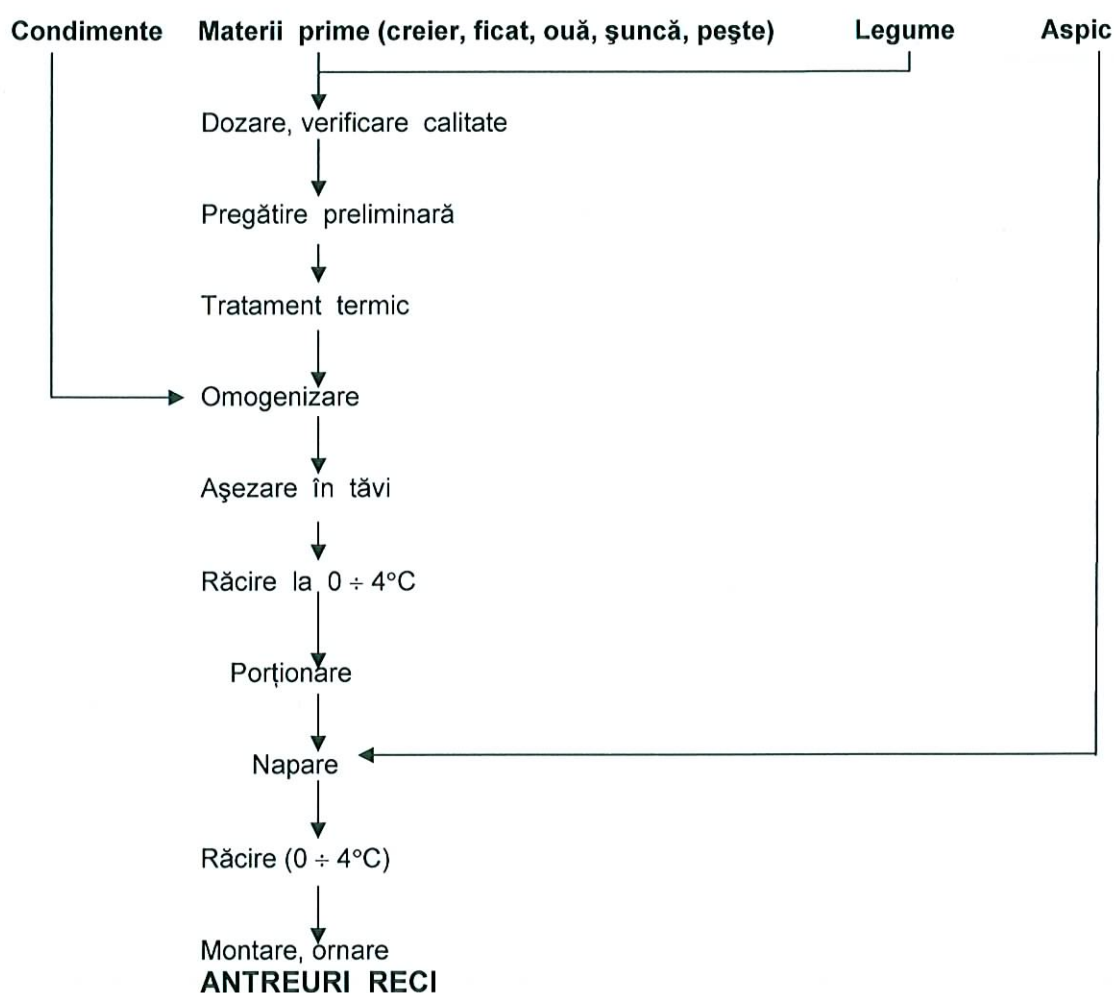 Condimente Materii prime (creier, ficat, ouă, şuncă, peşte) Legume Aspic
Dozare, verificare calitate
Pregătire preliminară
Tratament termic
Omogenizare
Aşezare în tăvi
Răcire la 0 ÷ 4°C
Porţionare
Napare
Răcire (0 ÷ 4°C)
Montare, ornare
ANTREURI RECI